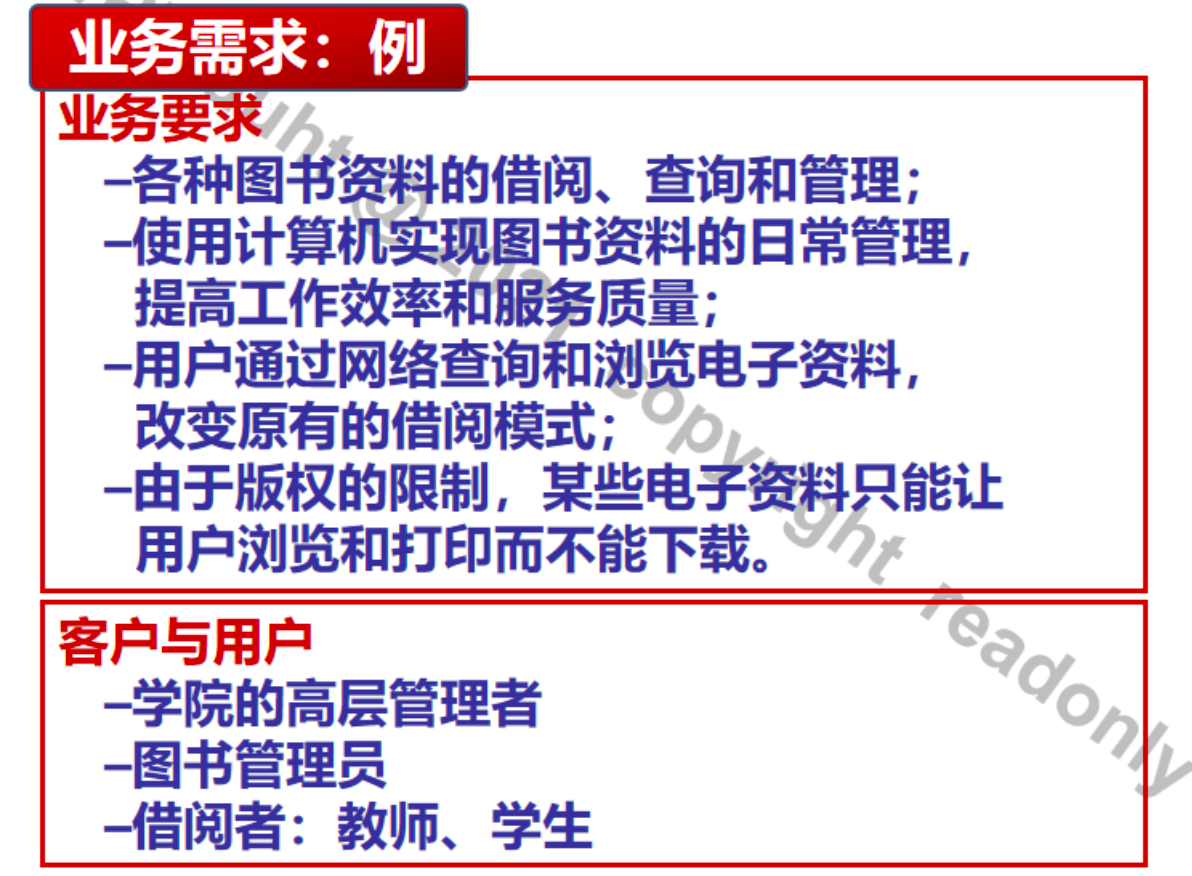 业务需求：例
业务要求
–各种图书资料的借阅、查询和管理；
–使用计算机实现图书资料的日常管理，
提高工作效率和服务质量；
–用户通过网络查询和浏览电子资料，
改变原有的借阅模式；
–由于版权的限制，某些电子资料只能让
用户浏览和打印而不能下载。
客户与用户
–学院的高层管理者
–图书管理员
–借阅者：教师、学生
copyright readonly